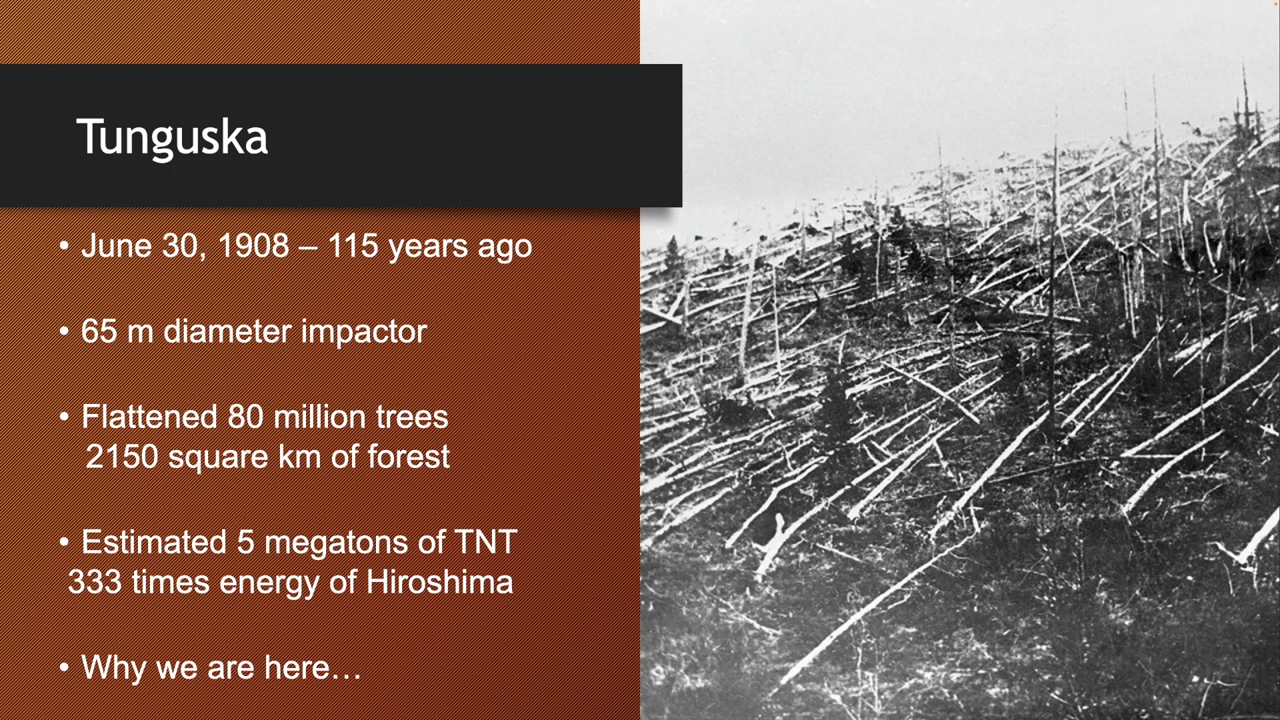 Tunguska
• June 30, 1908 – 115 years ago
• 65 m diameter impactor
• Flattened 80 million trees
2150 square km of forest
• Estimated 5 megatons of TNT
333 times energy of Hiroshima
• Why we are here…